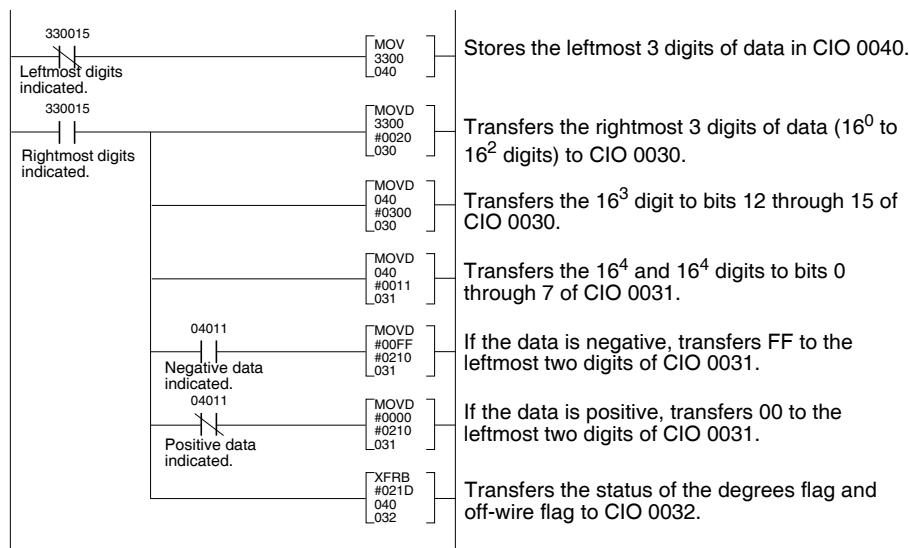 330015
Leftmost digits
indicated.
MOV
3300
040
Stores the leftmost 3 digits of data in CIO 0040.
330015
Rightmost digits
indicated.
MOVD
3300
#0020
030
Transfers the rightmost 3 digits of data (16⁰ to
16² digits) to CIO 0030.
MOVD
040
#0300
030
Transfers the 16³ digit to bits 12 through 15 of
CIO 0030.
MOVD
040
#0011
031
Transfers the 16⁴ and 16⁴ digits to bits 0
through 7 of CIO 0031.
04011
Negative data
indicated.
MOVD
#00FF
#0210
031
If the data is negative, transfers FF to the
leftmost two digits of CIO 0031.
04011
Positive data
indicated.
MOVD
#0000
#0210
031
If the data is positive, transfers 00 to the
leftmost two digits of CIO 0031.
XFRB
#021D
040
032
Transfers the status of the degrees flag and
off-wire flag to CIO 0032.